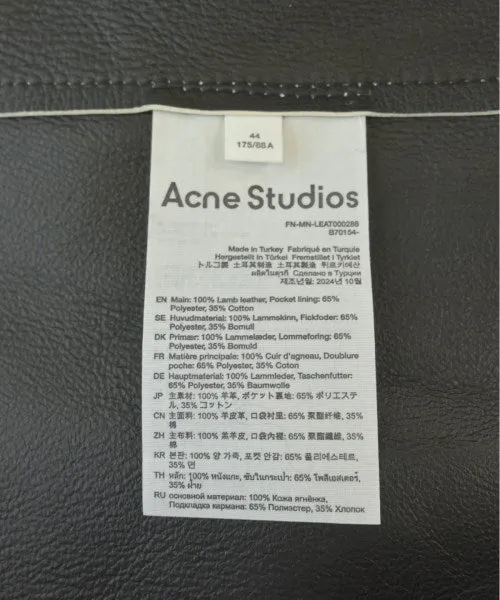 44
175/88A
Acne Studios
FN-MN-LEAT000288
B70154-
Made in Turkey Fabriqué en Turquie
Hergestellt in Türkei Fremstillet i Tyrkiet
トルコ製 土耳其制造 土耳其製造 튀르키예산
ผลิตในตุรกี Сделано в Турции
제조년월: 2024년 10월
EN Main: 100% Lamb leather, Pocket lining: 65%
Polyester, 35% Cotton
SE Huvudmaterial: 100% Lammskinn, Fickfoder: 65%
Polyester, 35% Bomull
DK Primær: 100% Lammelæder, Lommeforing: 65%
Polyester, 35% Bomuld
FR Matière principale: 100% Cuir d'agneau, Doublure
poche: 65% Polyester, 35% Coton
DE Hauptmaterial: 100% Lammleder, Taschenfutter:
65% Polyester, 35% Baumwolle
JP 主素材: 100% 羊革, ポケット裏地: 65% ポリエステ
ル, 35% コットン
CN 主面料: 100% 羊皮革, 口袋衬里: 65% 聚酯纤维, 35%
棉
ZH 主布料: 100% 羔羊皮, 口袋內裡: 65% 聚酯纖維, 35%
棉
KR 본판: 100% 양 가죽, 포켓 안감: 65% 폴리에스테르,
35% 면
TH หลัก: 100% หนังแกะ, ซับในกระเป๋า: 65% โพลีเอสเตอร์,
35% ฝ้าย
RU основной материал: 100% Кожа ягнёнка,
Подкладка кармана: 65% Полиэстер, 35% Хлопок